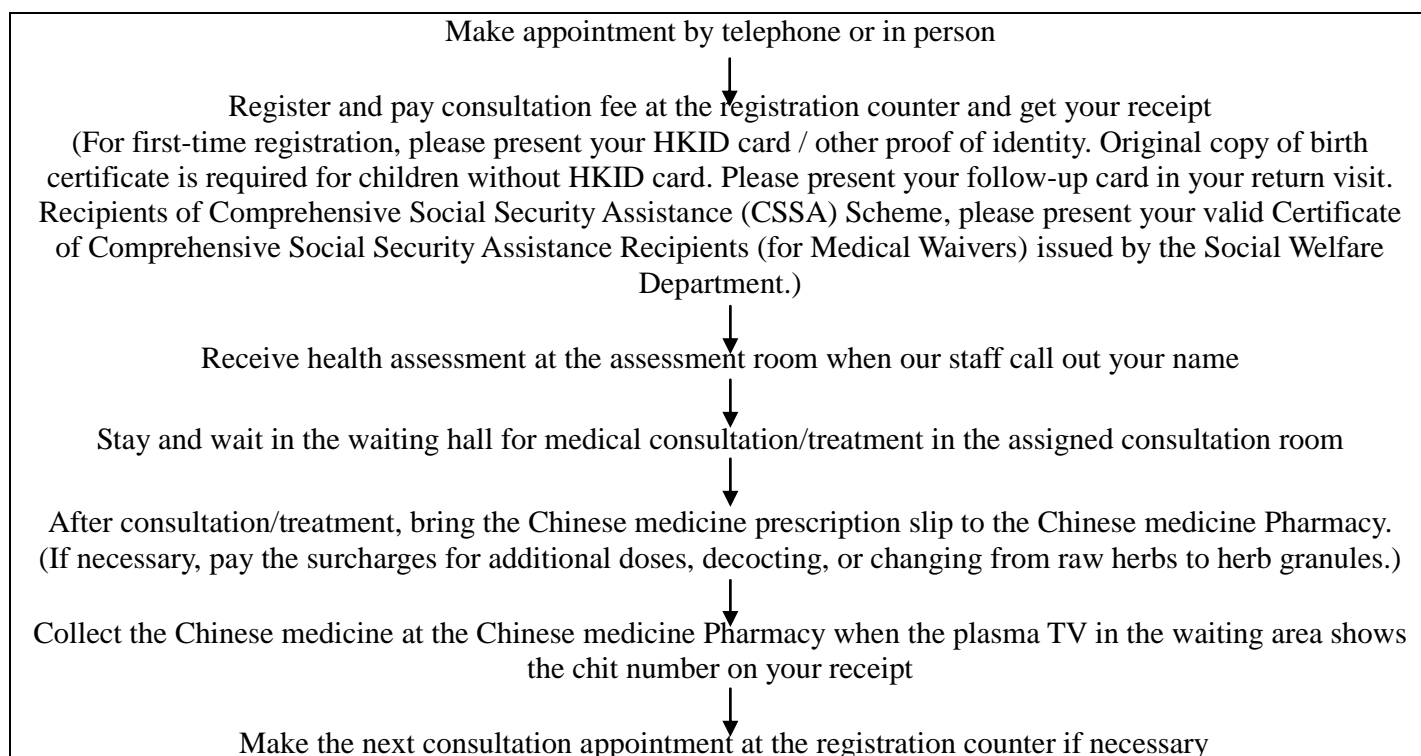 Make appointment by telephone or in person
Register and pay consultation fee at the registration counter and get your receipt
(For first-time registration, please present your HKID card / other proof of identity. Original copy of birth
certificate is required for children without HKID card. Please present your follow-up card in your return visit.
Recipients of Comprehensive Social Security Assistance (CSSA) Scheme, please present your valid Certificate
of Comprehensive Social Security Assistance Recipients (for Medical Waivers) issued by the Social Welfare
Department.)
Receive health assessment at the assessment room when our staff call out your name
Stay and wait in the waiting hall for medical consultation/treatment in the assigned consultation room
After consultation/treatment, bring the Chinese medicine prescription slip to the Chinese medicine Pharmacy.
(If necessary, pay the surcharges for additional doses, decocting, or changing from raw herbs to herb granules.)
Collect the Chinese medicine at the Chinese medicine Pharmacy when the plasma TV in the waiting area shows
the chit number on your receipt
Make the next consultation appointment at the registration counter if necessary